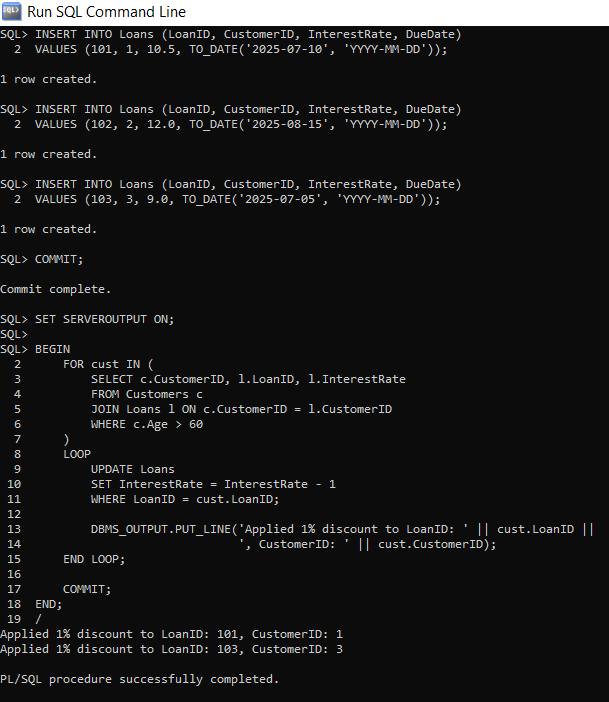 Run SQL Command Line
SQL> INSERT INTO Loans (LoanID, CustomerID, InterestRate, DueDate)
  2  VALUES (101, 1, 10.5, TO_DATE('2025-07-10', 'YYYY-MM-DD'));
1 row created.
SQL> INSERT INTO Loans (LoanID, CustomerID, InterestRate, DueDate)
  2  VALUES (102, 2, 12.0, TO_DATE('2025-08-15', 'YYYY-MM-DD'));
1 row created.
SQL> INSERT INTO Loans (LoanID, CustomerID, InterestRate, DueDate)
  2  VALUES (103, 3, 9.0, TO_DATE('2025-07-05', 'YYYY-MM-DD'));
1 row created.
SQL> COMMIT;
Commit complete.
SQL> SET SERVEROUTPUT ON;
SQL>
SQL> BEGIN
  2      FOR cust IN (
  3          SELECT c.CustomerID, l.LoanID, l.InterestRate
  4          FROM Customers c
  5          JOIN Loans l ON c.CustomerID = l.CustomerID
  6          WHERE c.Age > 60
  7      )
  8      LOOP
  9          UPDATE Loans
 10          SET InterestRate = InterestRate - 1
 11          WHERE LoanID = cust.LoanID;
 12
 13          DBMS_OUTPUT.PUT_LINE('Applied 1% discount to LoanID: ' || cust.LoanID ||
 14                               ', CustomerID: ' || cust.CustomerID);
 15      END LOOP;
 16
 17      COMMIT;
 18  END;
 19  /
Applied 1% discount to LoanID: 101, CustomerID: 1
Applied 1% discount to LoanID: 103, CustomerID: 3
PL/SQL procedure successfully completed.